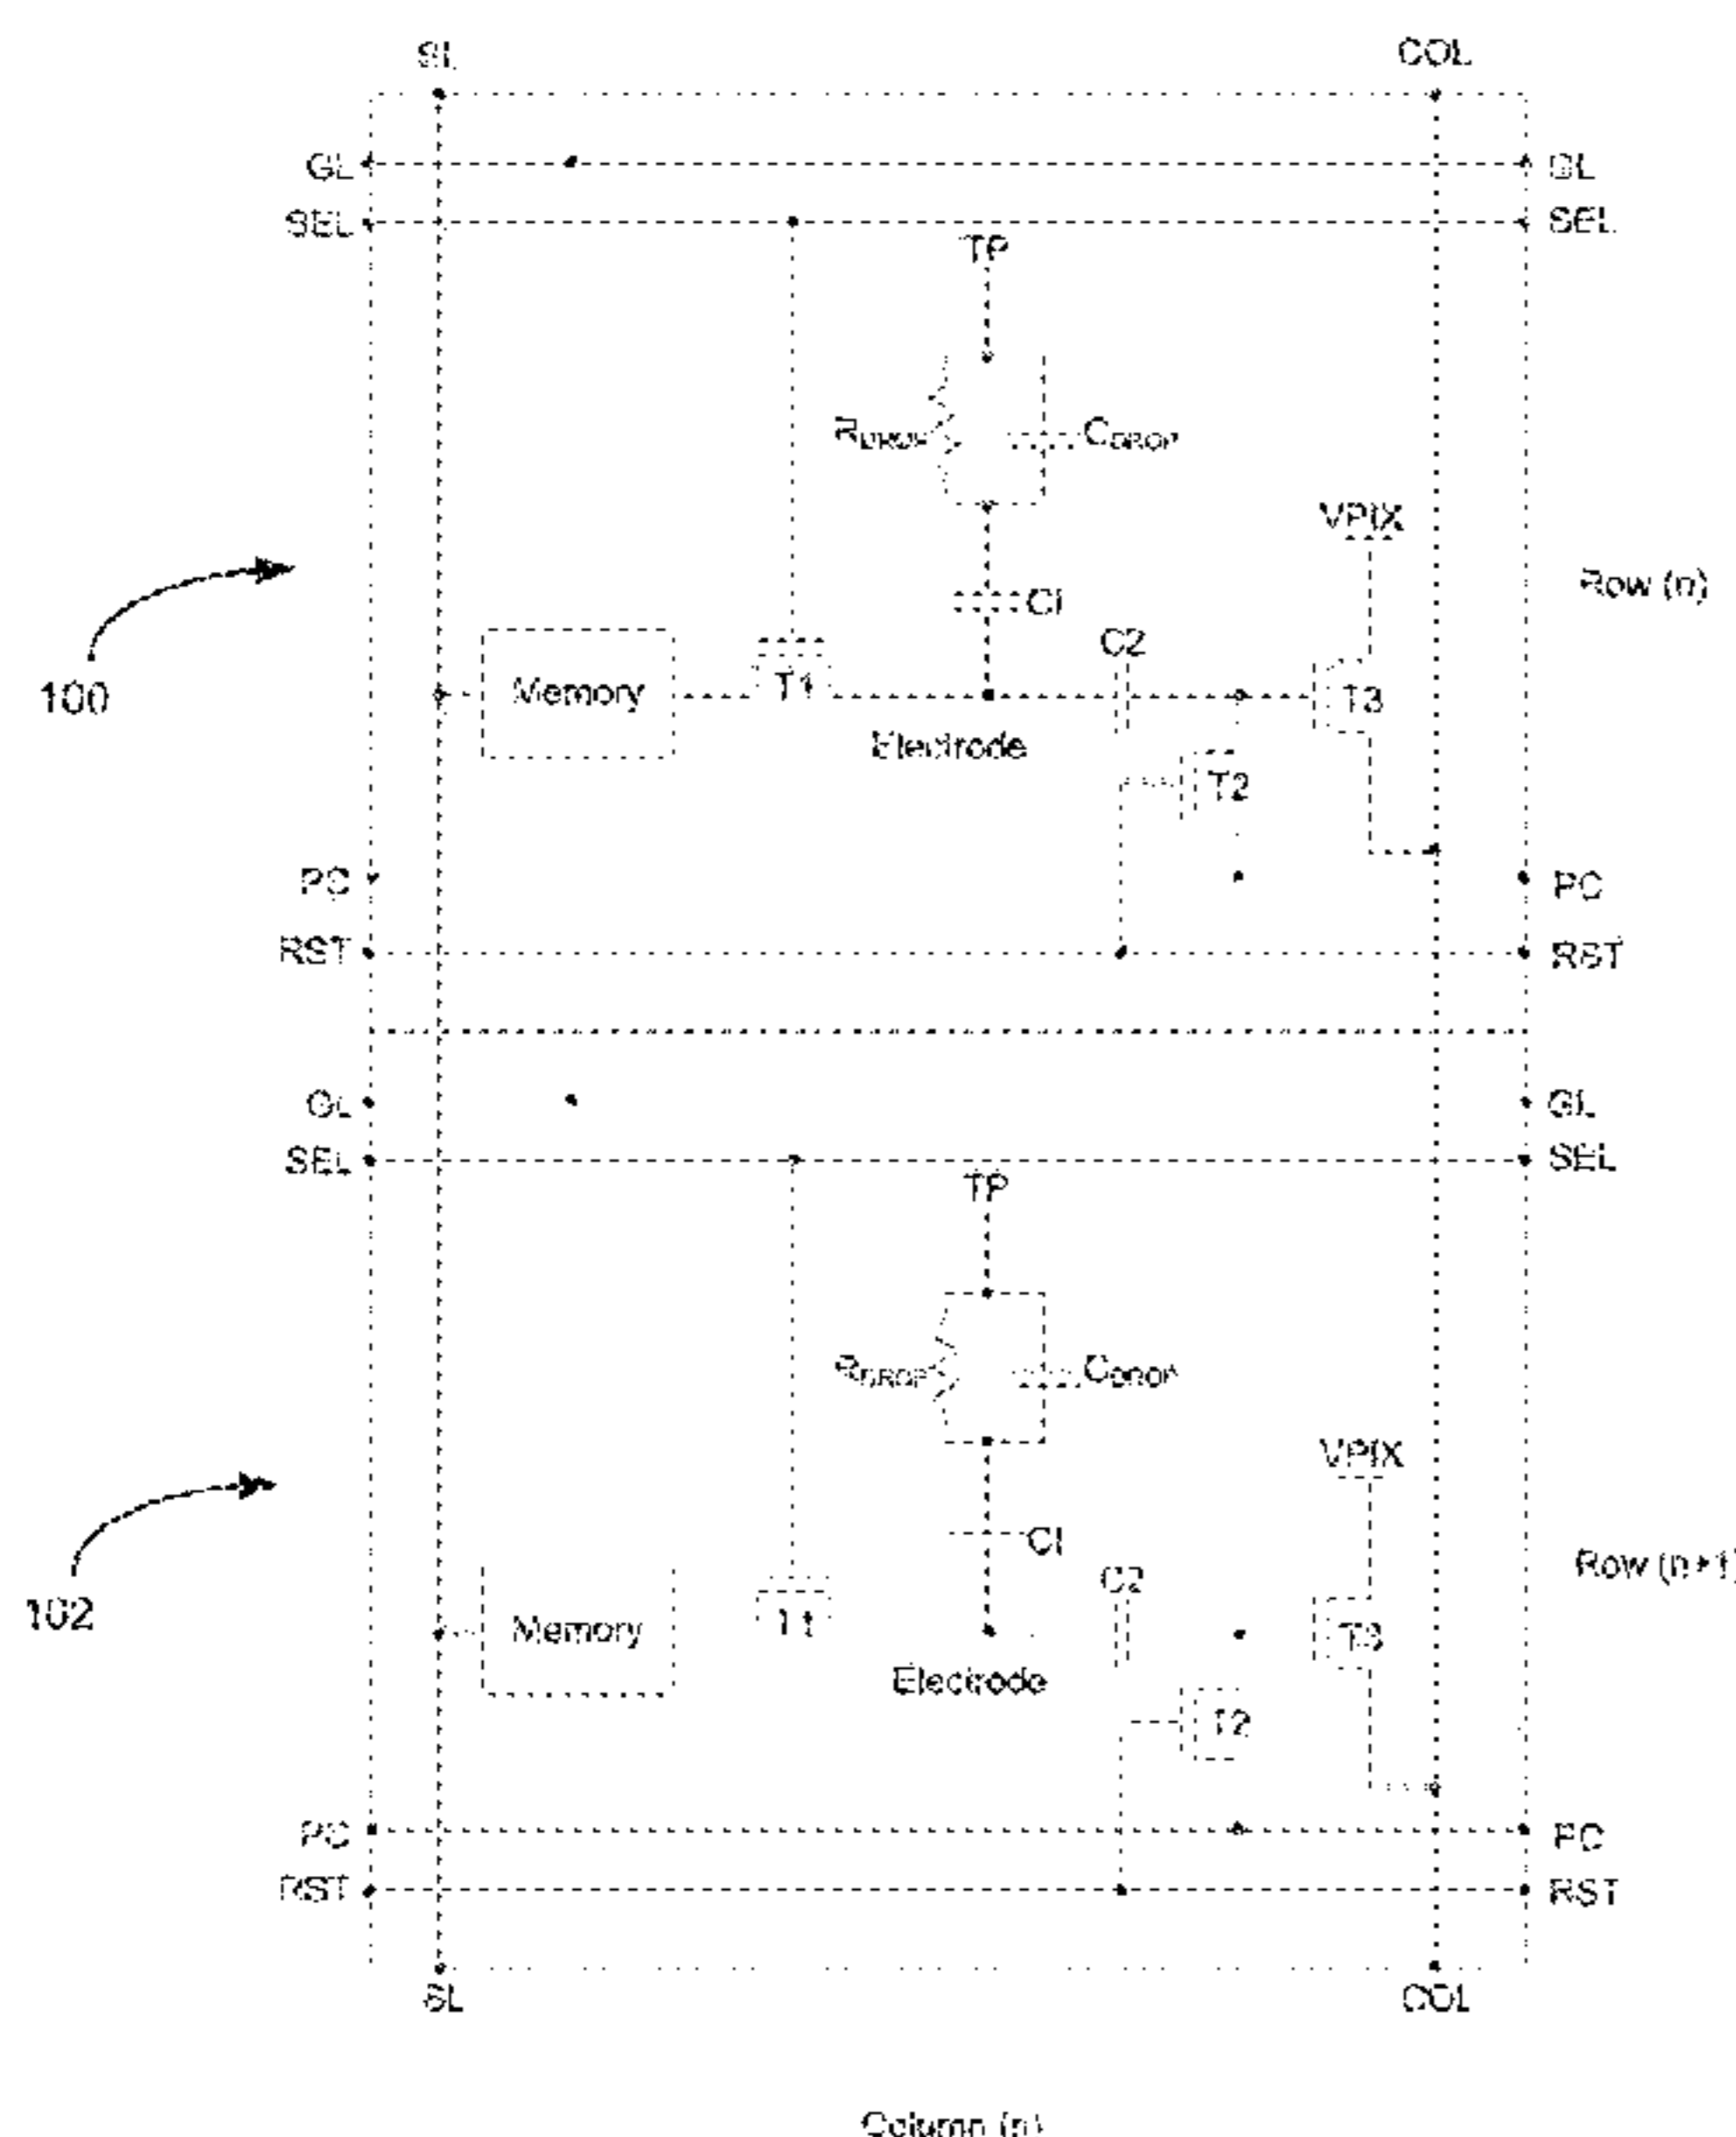 SL COL
GL GL
SEL SEL
TP
RDROP CDROP
VPIX
Row (n)
CI
C2
100
Memory T1 T3
Electrode
T2
PC PC
RST RST
GL GL
SEL SEL
TP
RDROP CDROP
VPIX
CI
Row (n+1)
C2
102
Memory T1 T3
Electrode
T2
PC PC
RST RST
SL COL
Column (n)